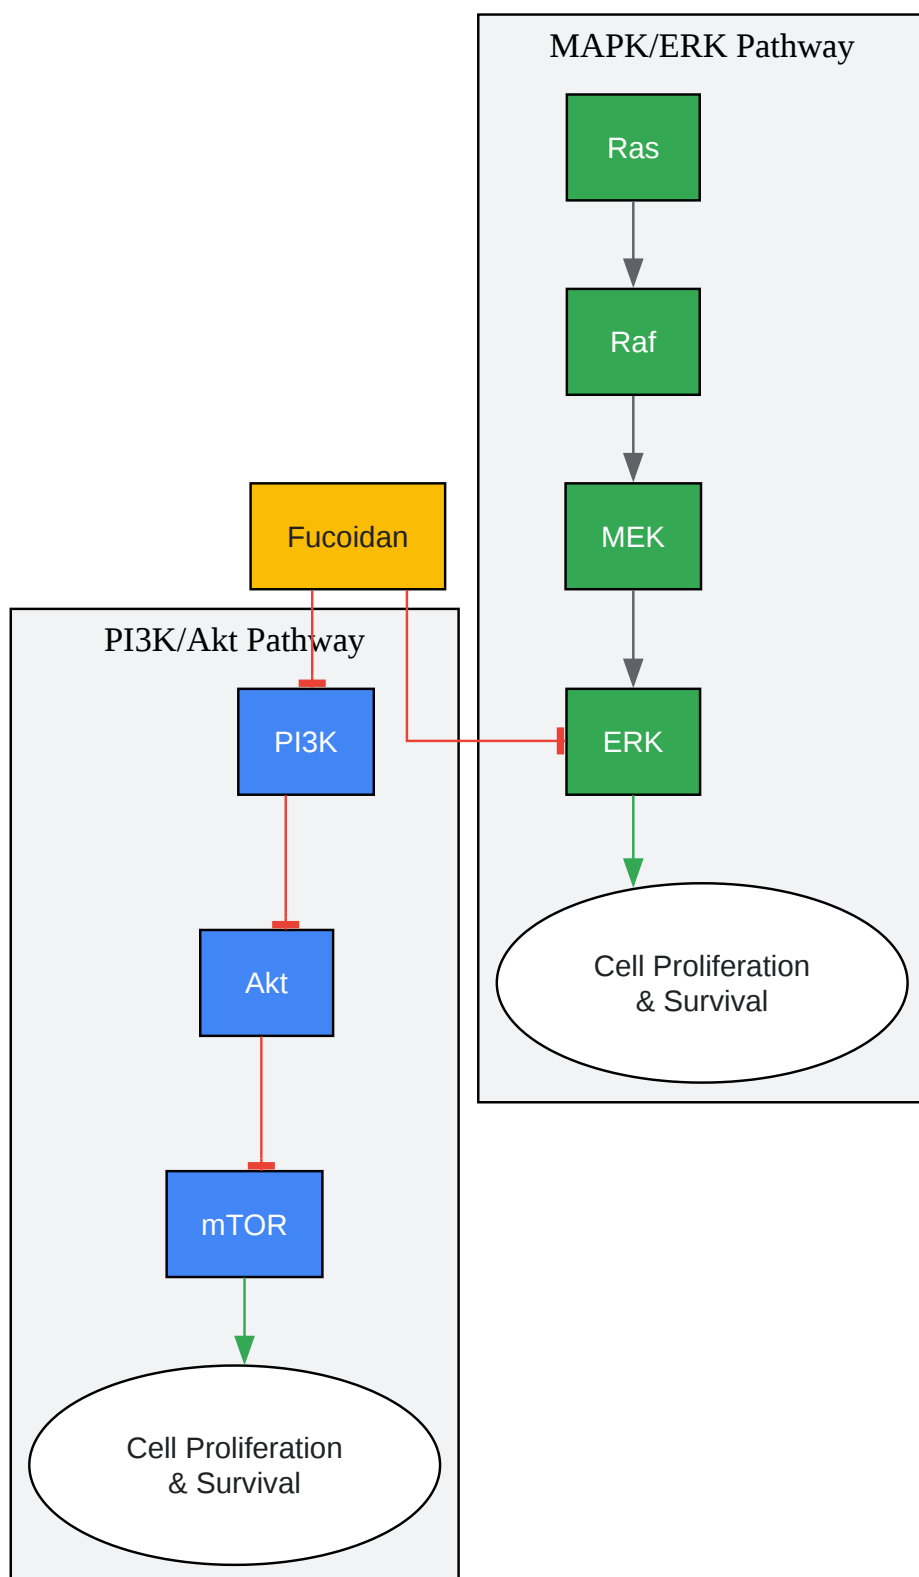 MAPK/ERK Pathway
Ras
Raf
MEK
ERK
Cell Proliferation
& Survival
Fucoidan
PI3K/Akt Pathway
PI3K
Akt
mTOR
Cell Proliferation
& Survival